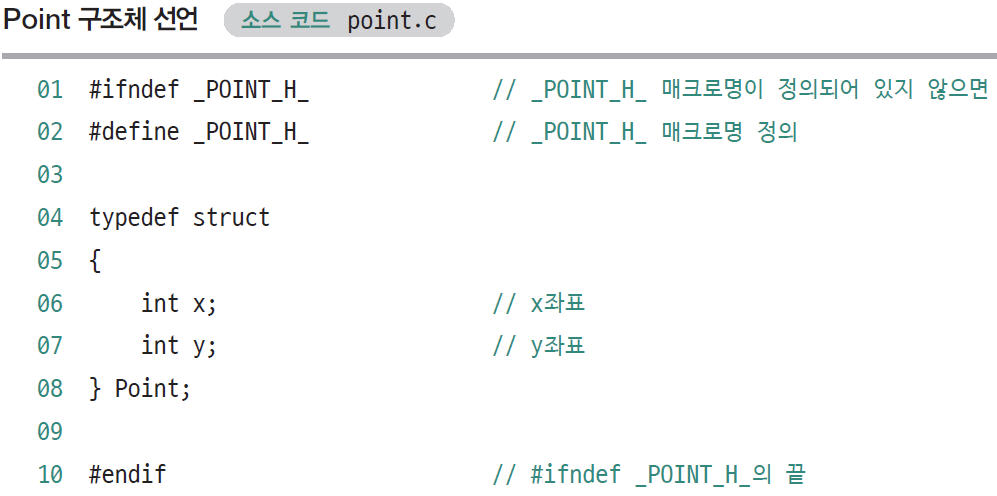 Point 구조체 선언 소스 코드 point.c
01 #ifndef _POINT_H_ // _POINT_H_ 매크로명이 정의되어 있지 않으면
02 #define _POINT_H_ // _POINT_H_ 매크로명 정의
03
04 typedef struct
05 {
06 int x; // x좌표
07 int y; // y좌표
08 } Point;
09
10 #endif // #ifndef _POINT_H_의 끝